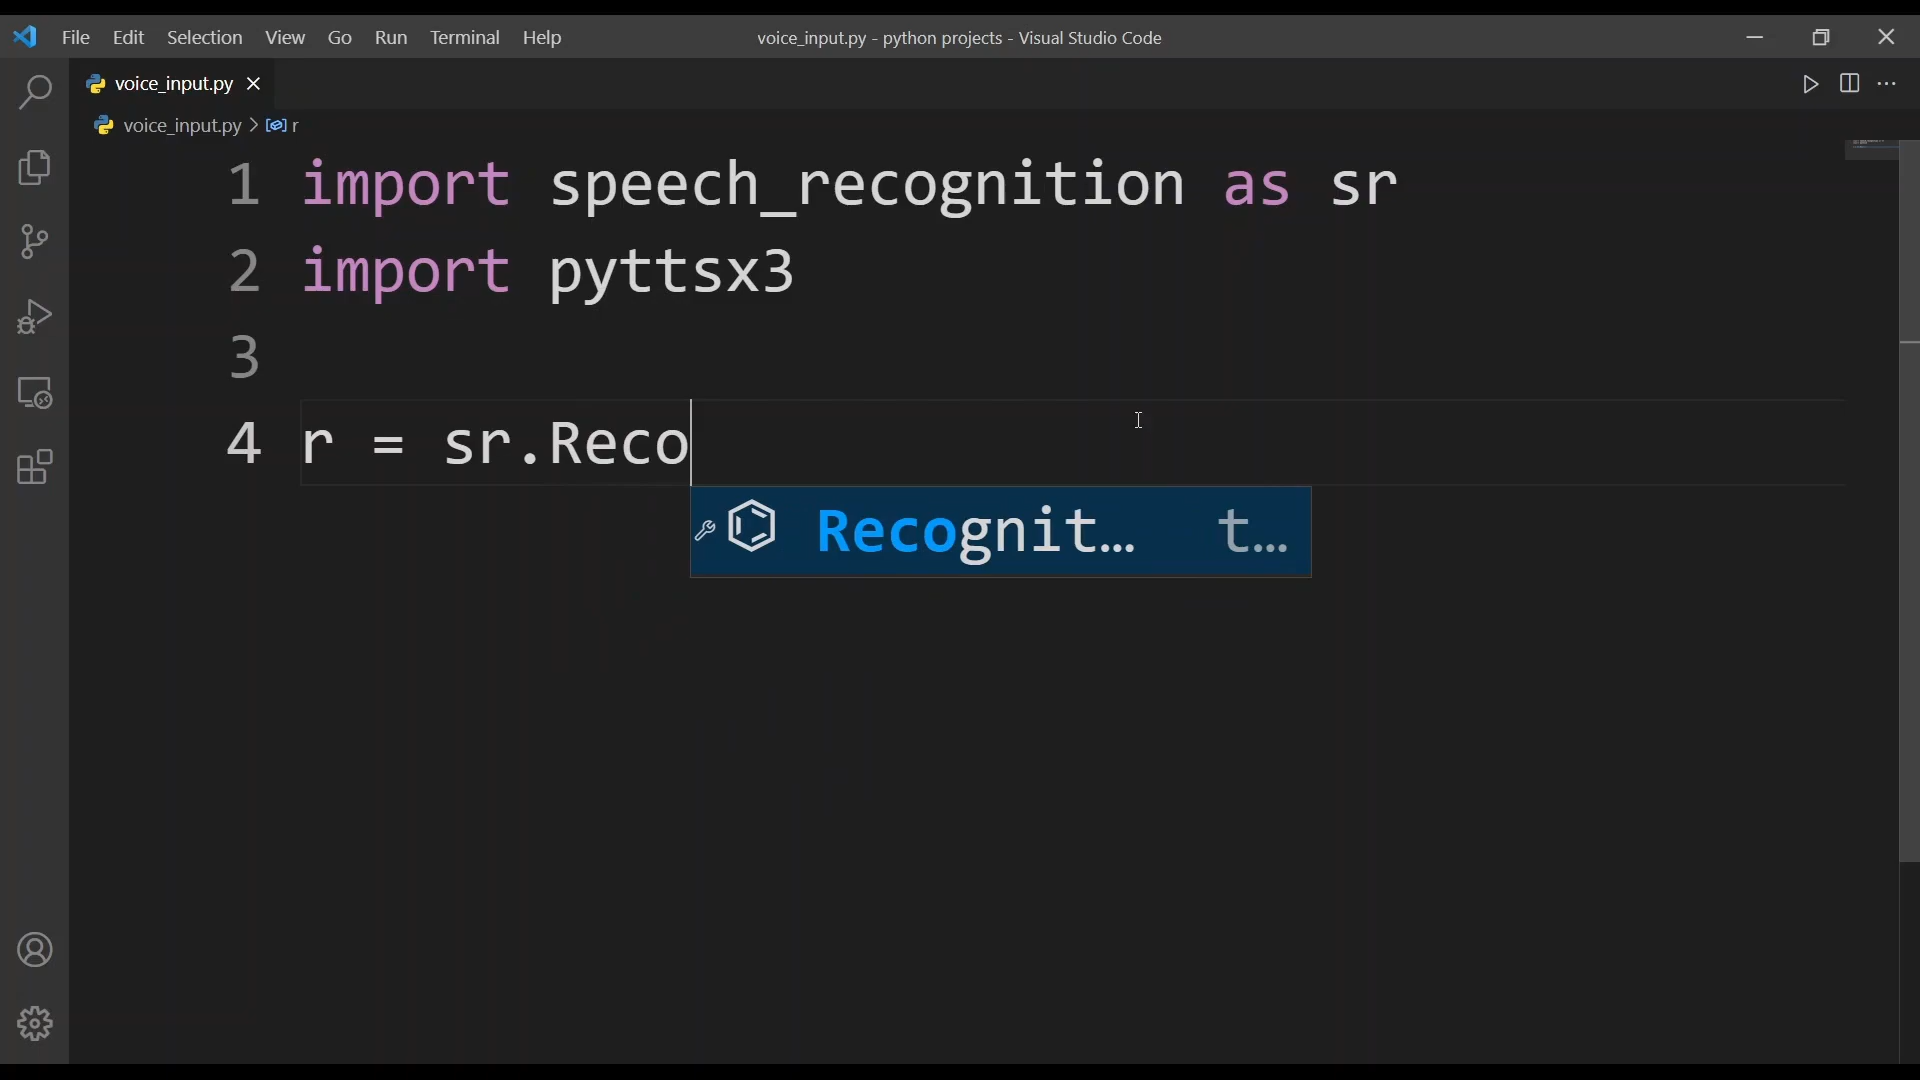 File Edit Selection View Go Run Terminal Help voice_input.py - python projects - Visual Studio Code
voice_input.py
voice_input.py > r
1 import speech_recognition as sr
2 import pyttsx3
3
4 r = sr.Reco
Recognit… t…